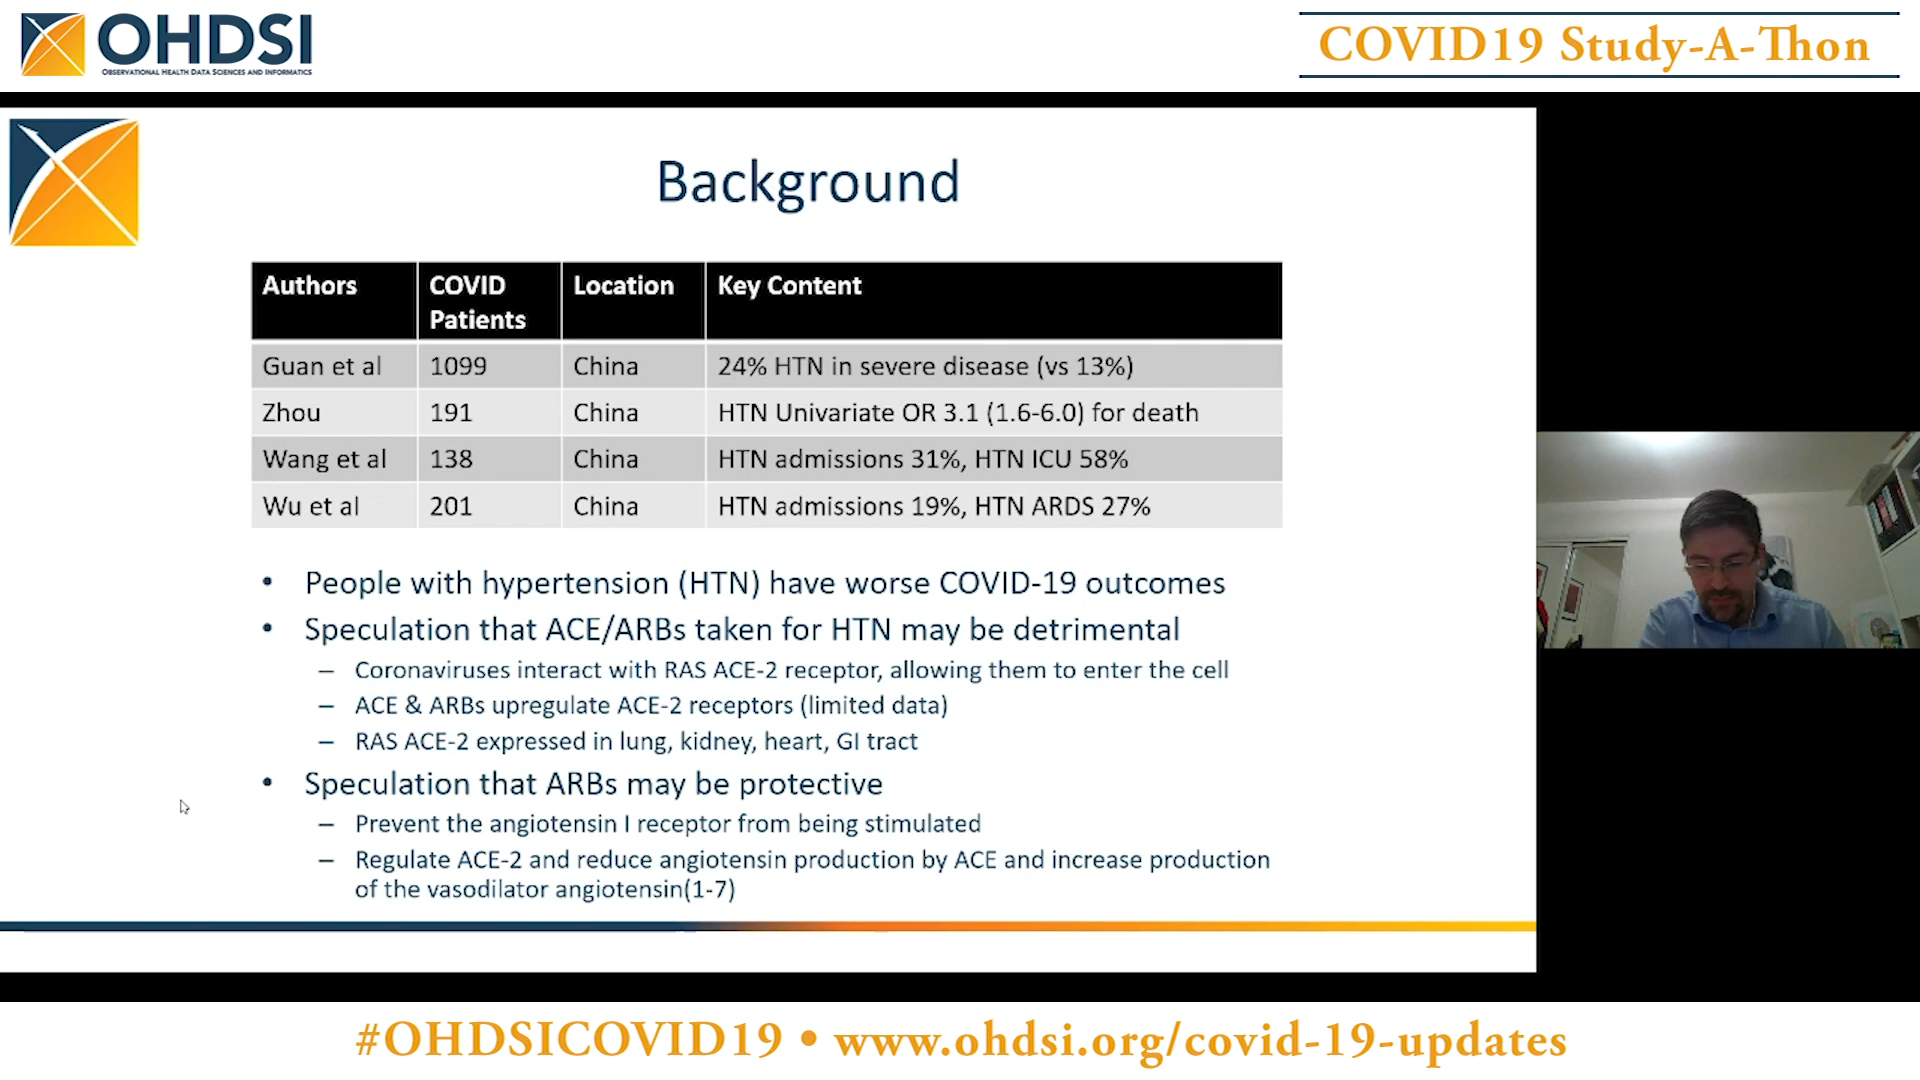 OHDSI
OBSERVATIONAL HEALTH DATA SCIENCES AND INFORMATICS
COVID19 Study-A-Thon
Background
Authors COVID Patients Location Key Content
Guan et al 1099 China 24% HTN in severe disease (vs 13%)
Zhou 191 China HTN Univariate OR 3.1 (1.6-6.0) for death
Wang et al 138 China HTN admissions 31%, HTN ICU 58%
Wu et al 201 China HTN admissions 19%, HTN ARDS 27%
• People with hypertension (HTN) have worse COVID-19 outcomes
• Speculation that ACE/ARBs taken for HTN may be detrimental
– Coronaviruses interact with RAS ACE-2 receptor, allowing them to enter the cell
– ACE & ARBs upregulate ACE-2 receptors (limited data)
– RAS ACE-2 expressed in lung, kidney, heart, GI tract
• Speculation that ARBs may be protective
– Prevent the angiotensin I receptor from being stimulated
– Regulate ACE-2 and reduce angiotensin production by ACE and increase production
of the vasodilator angiotensin(1-7)
#OHDSICOVID19 • www.ohdsi.org/covid-19-updates